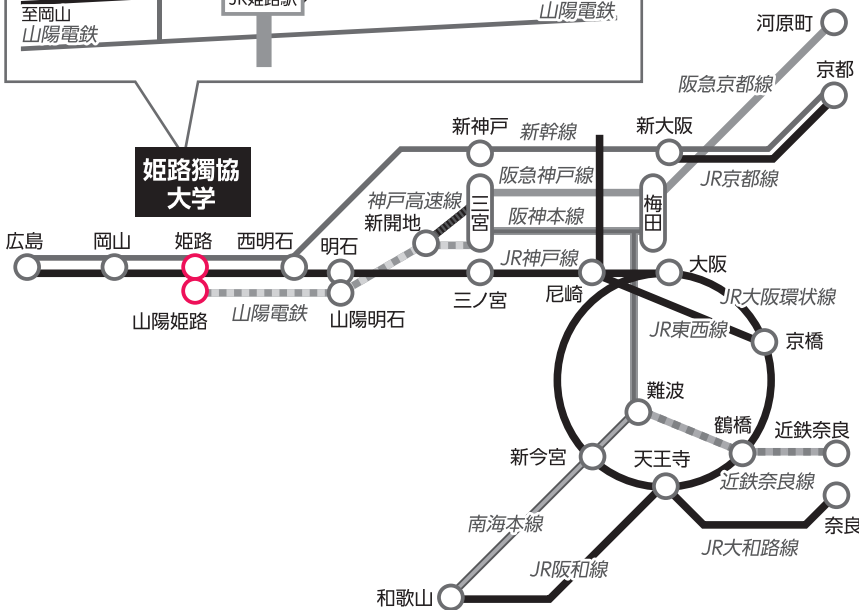 JR姫路駅
至岡山
山陽電鉄
山陽電鉄
河原町
京都
阪急京都線
新神戸
新幹線
新大阪
JR京都線
姫路獨協
大学
阪急神戸線
神戸高速線
三宮
梅田
新開地
阪神本線
広島
岡山
姫路
西明石
明石
JR神戸線
大阪
三ノ宮
尼崎
JR大阪環状線
山陽姫路
山陽電鉄
山陽明石
JR東西線
京橋
難波
鶴橋
近鉄奈良
新今宮
天王寺
近鉄奈良線
奈良
南海本線
JR大和路線
JR阪和線
和歌山